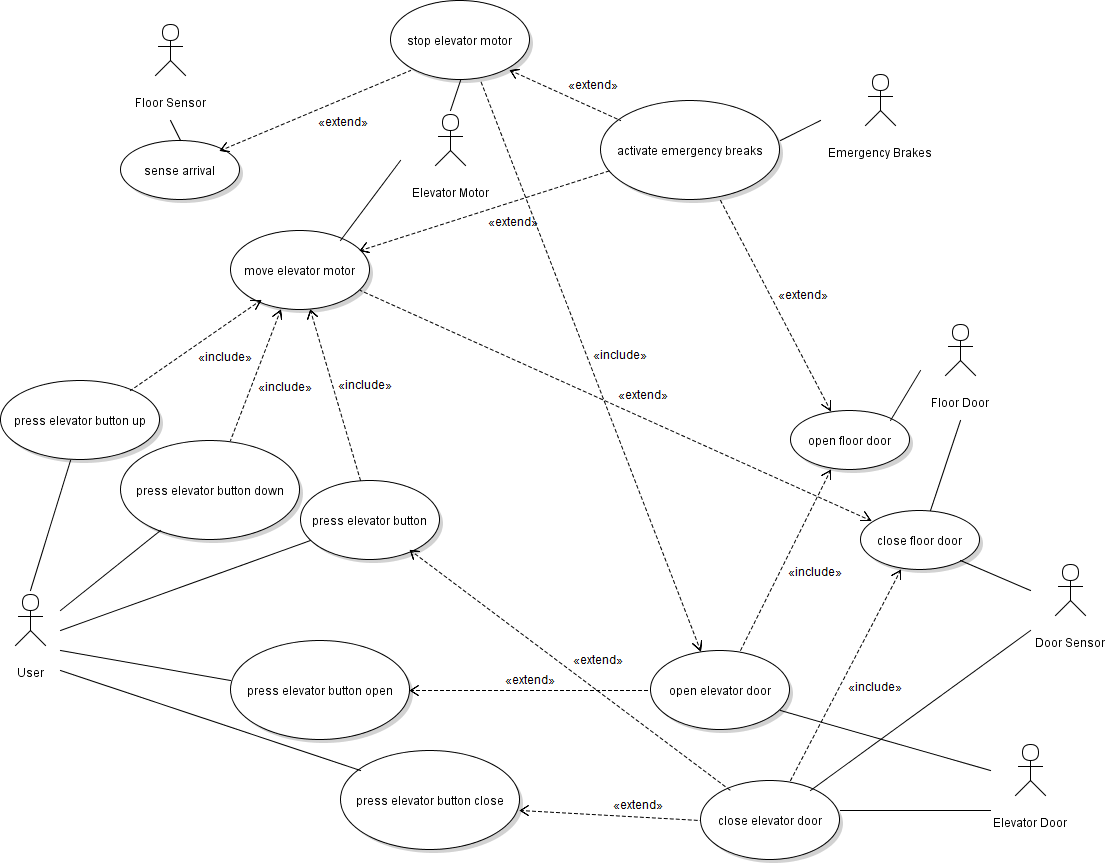 stop elevator motor
«extend»
Floor Sensor
«extend»
activate emergency breaks
Emergency Brakes
sense arrival
Elevator Motor
«extend»
move elevator motor
«extend»
«include»
«include»
«include»
«include»
«extend»
Floor Door
press elevator button up
open floor door
press elevator button down
press elevator button
close floor door
«include»
Door Sensor
«extend»
User
«extend»
press elevator button open
open elevator door
«include»
press elevator button close
«extend»
close elevator door
Elevator Door